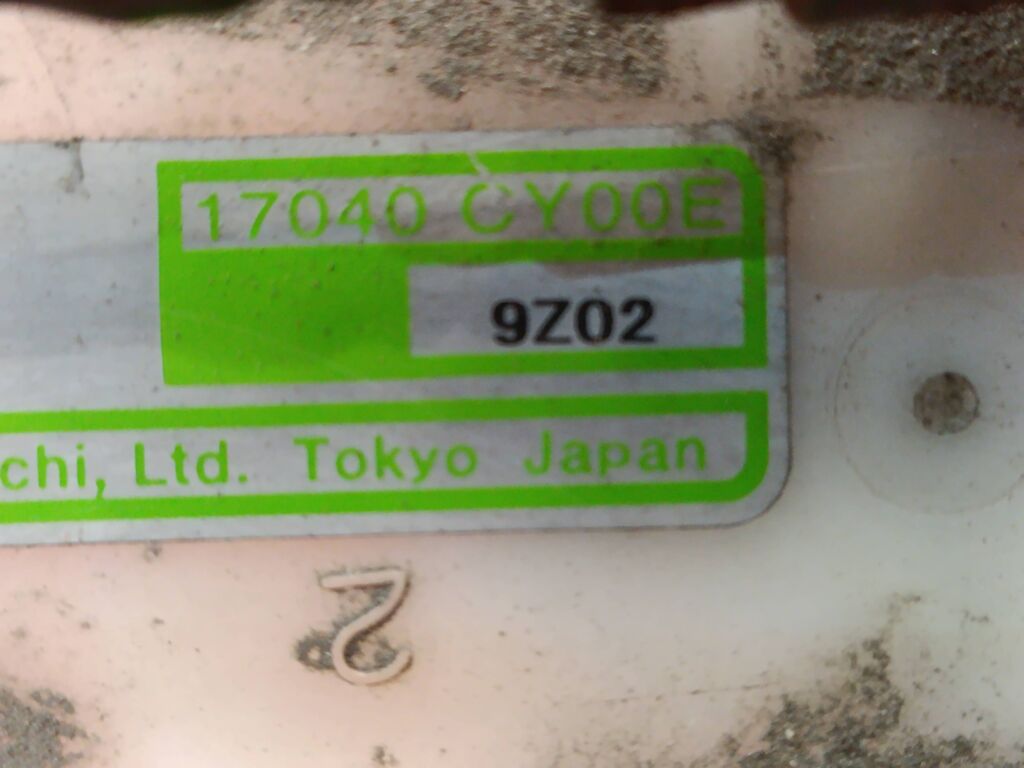 17040 CY00E
9Z02
chi, Ltd. Tokyo Japan
2